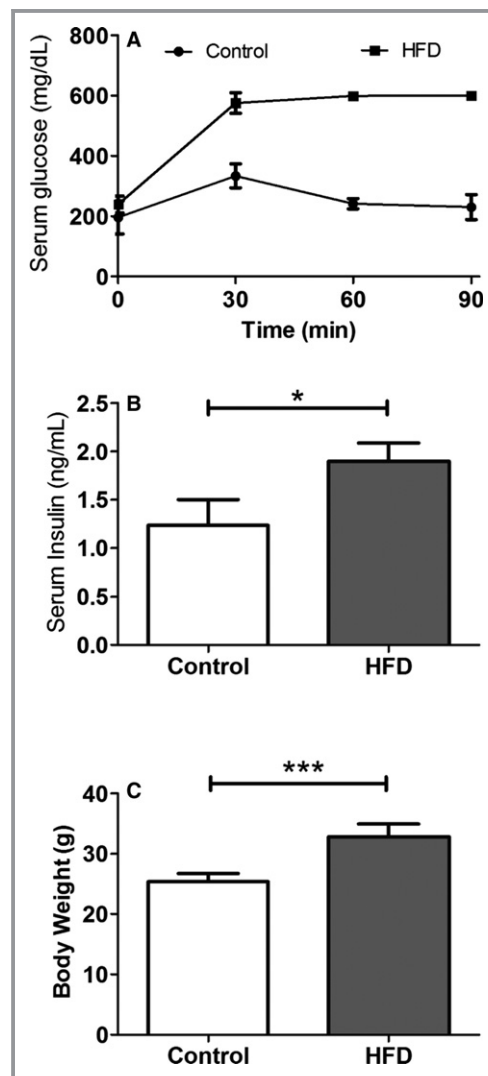 A
Control
HFD
Serum glucose (mg/dL)
800
600
400
200
0
0 30 60 90
Time (min)
B
*
Serum Insulin (ng/mL)
2.5
2.0
1.5
1.0
0.5
0.0
Control HFD
C
***
Body Weight (g)
40
30
20
10
0
Control HFD